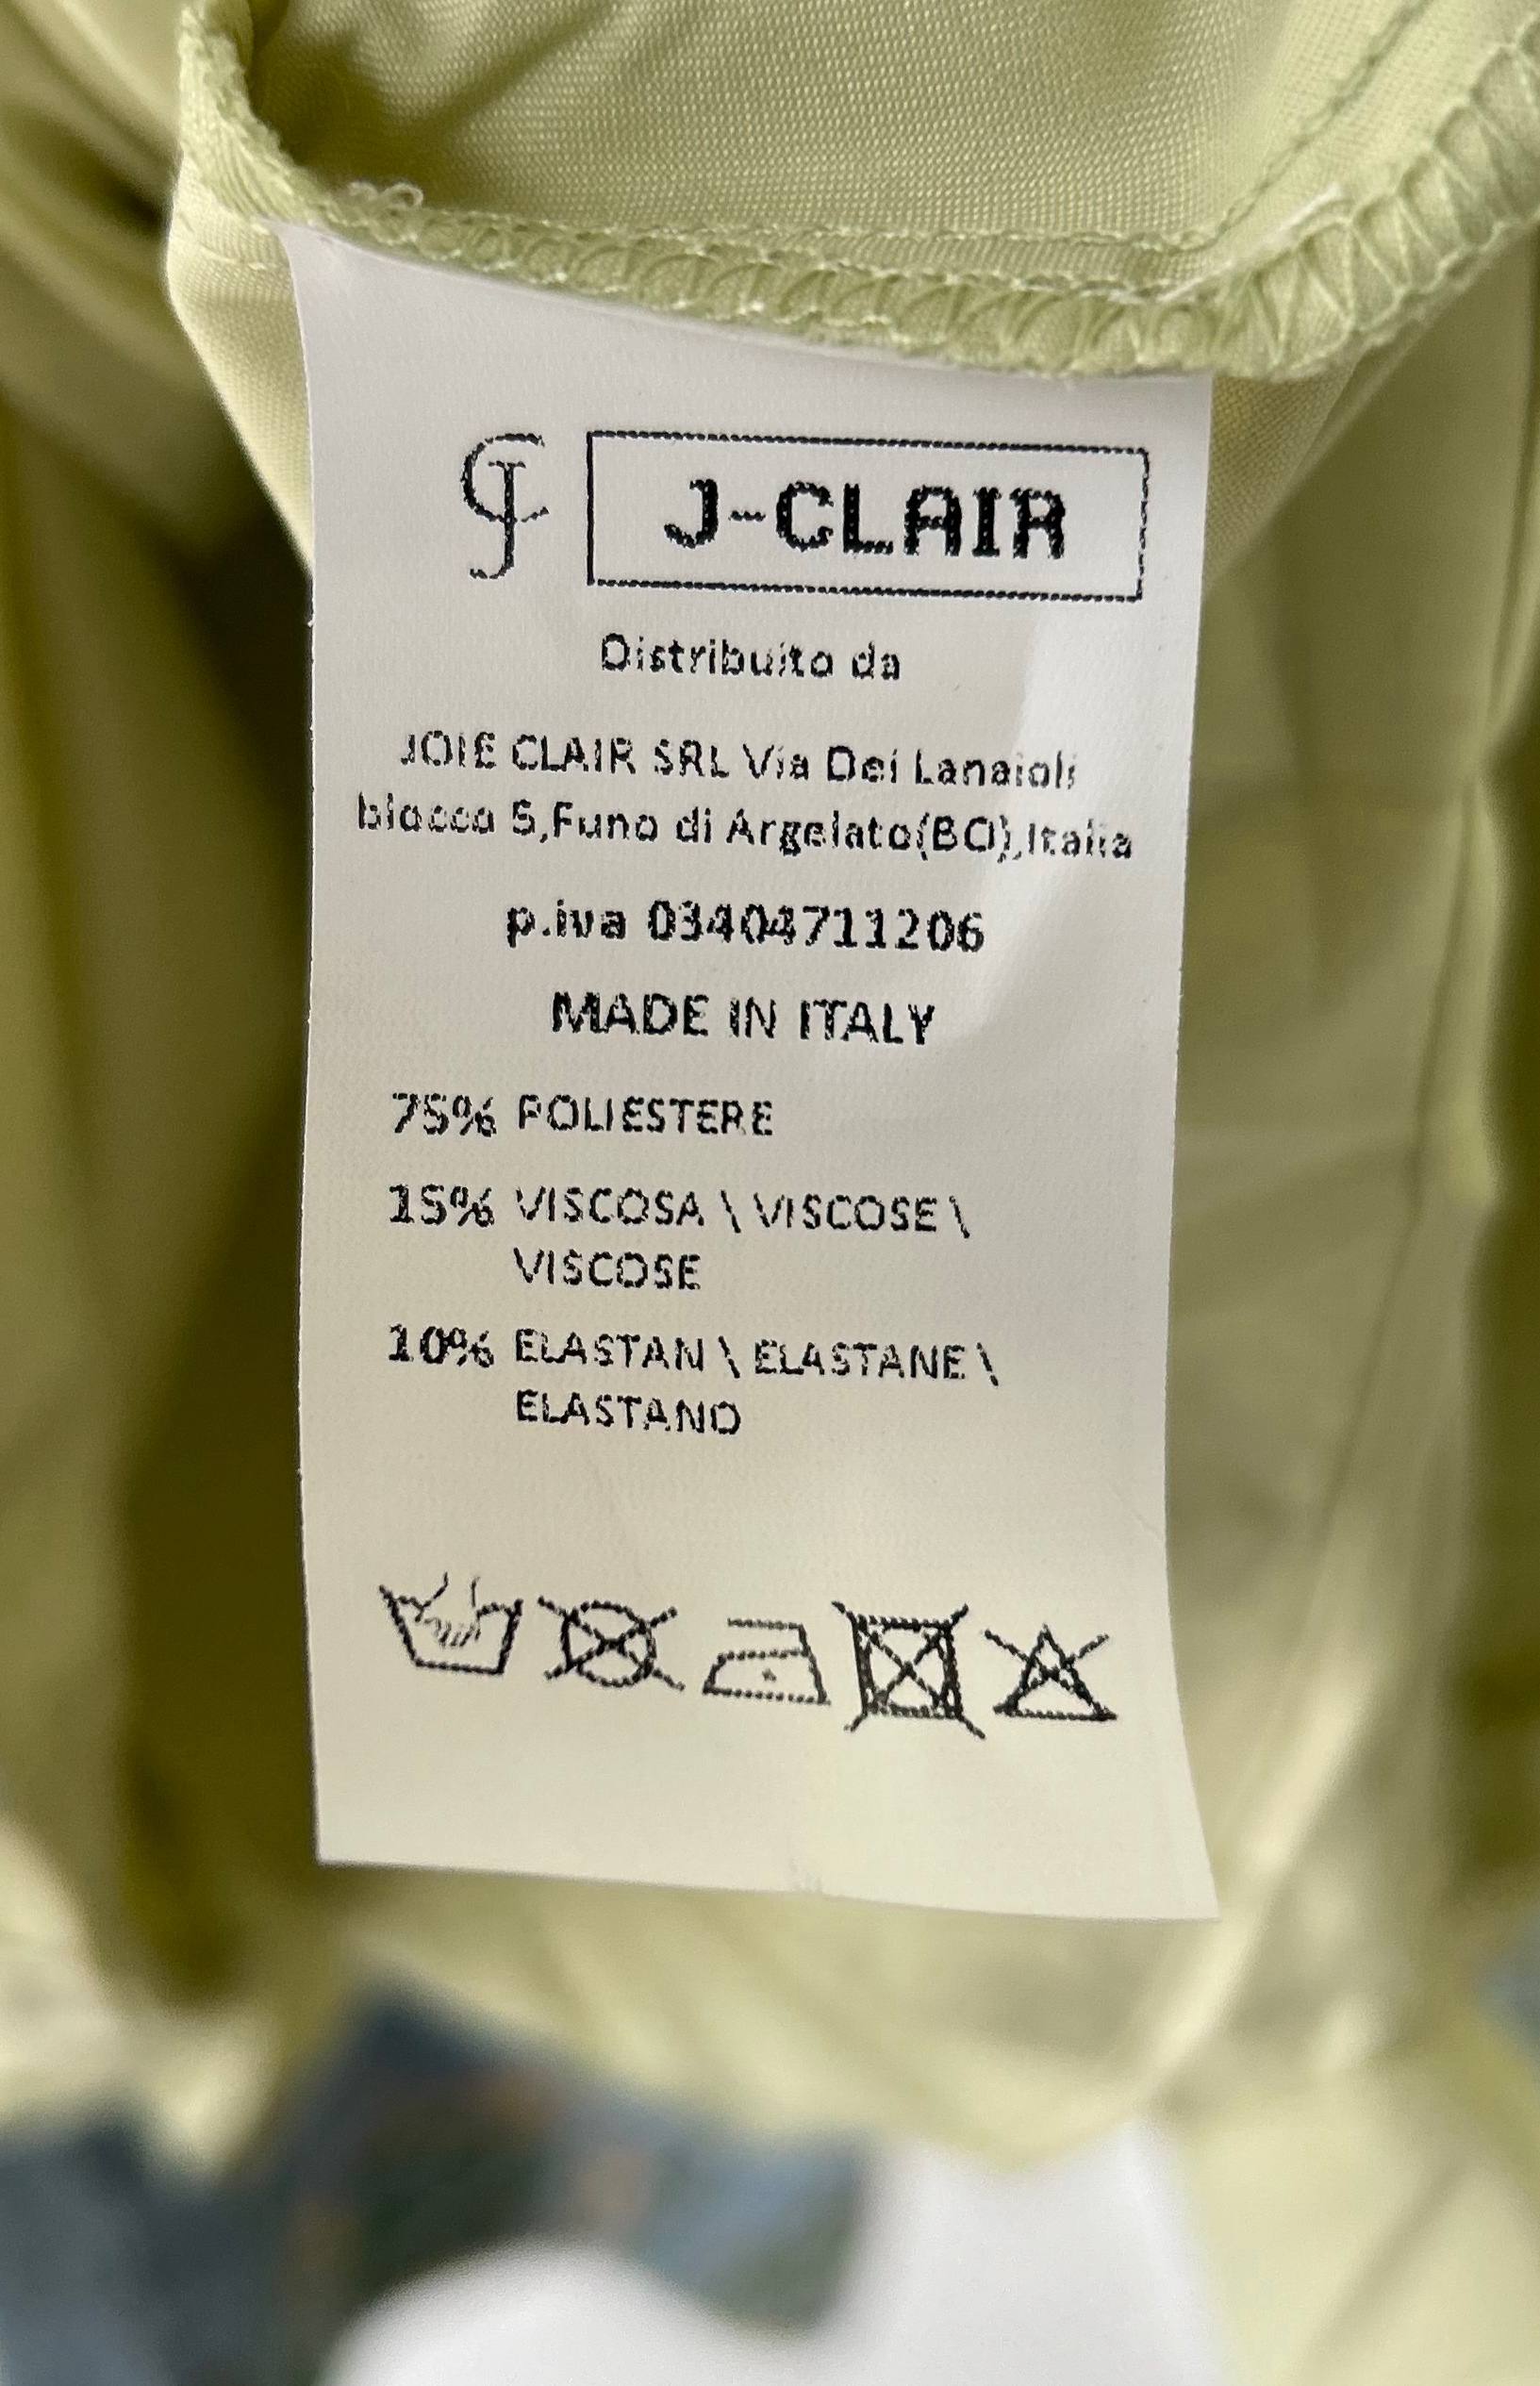 J-CLAIR
Distribuito da
JOIE CLAIR SRL Via Dei Lanaioli
blocco 5,Funo di Argelato(BO),Italia
p.iva 03404711206
MADE IN ITALY
75% POLIESTERE
15% VISCOSA \ VISCOSE \
VISCOSE
10% ELASTAN \ ELASTANE \
ELASTANO